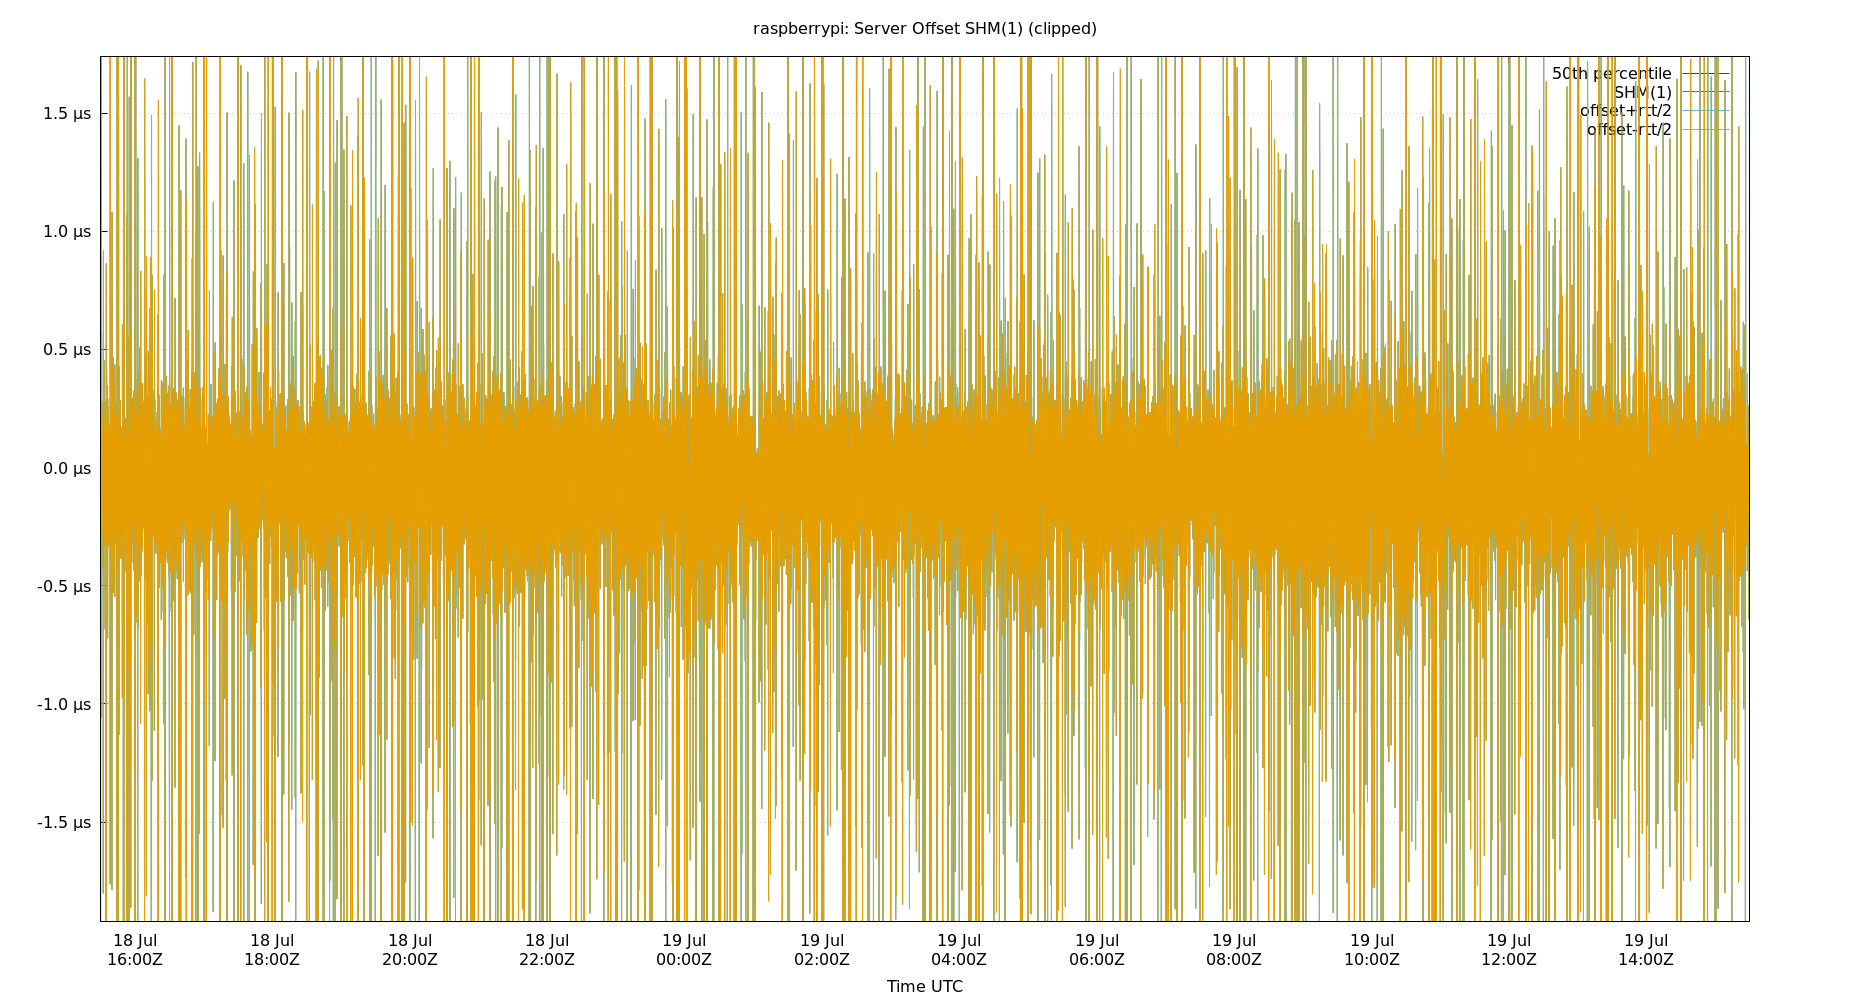 raspberrypi: Server Offset SHM(1) (clipped)
50th percentile
SHM(1)
offset+rtt/2
offset-rtt/2
1.5 µs
1.0 µs
0.5 µs
0.0 µs
-0.5 µs
-1.0 µs
-1.5 µs
18 Jul 18 Jul 18 Jul 18 Jul 19 Jul 19 Jul 19 Jul 19 Jul 19 Jul 19 Jul 19 Jul 19 Jul
16:00Z 18:00Z 20:00Z 22:00Z 00:00Z 02:00Z 04:00Z 06:00Z 08:00Z 10:00Z 12:00Z 14:00Z
Time UTC